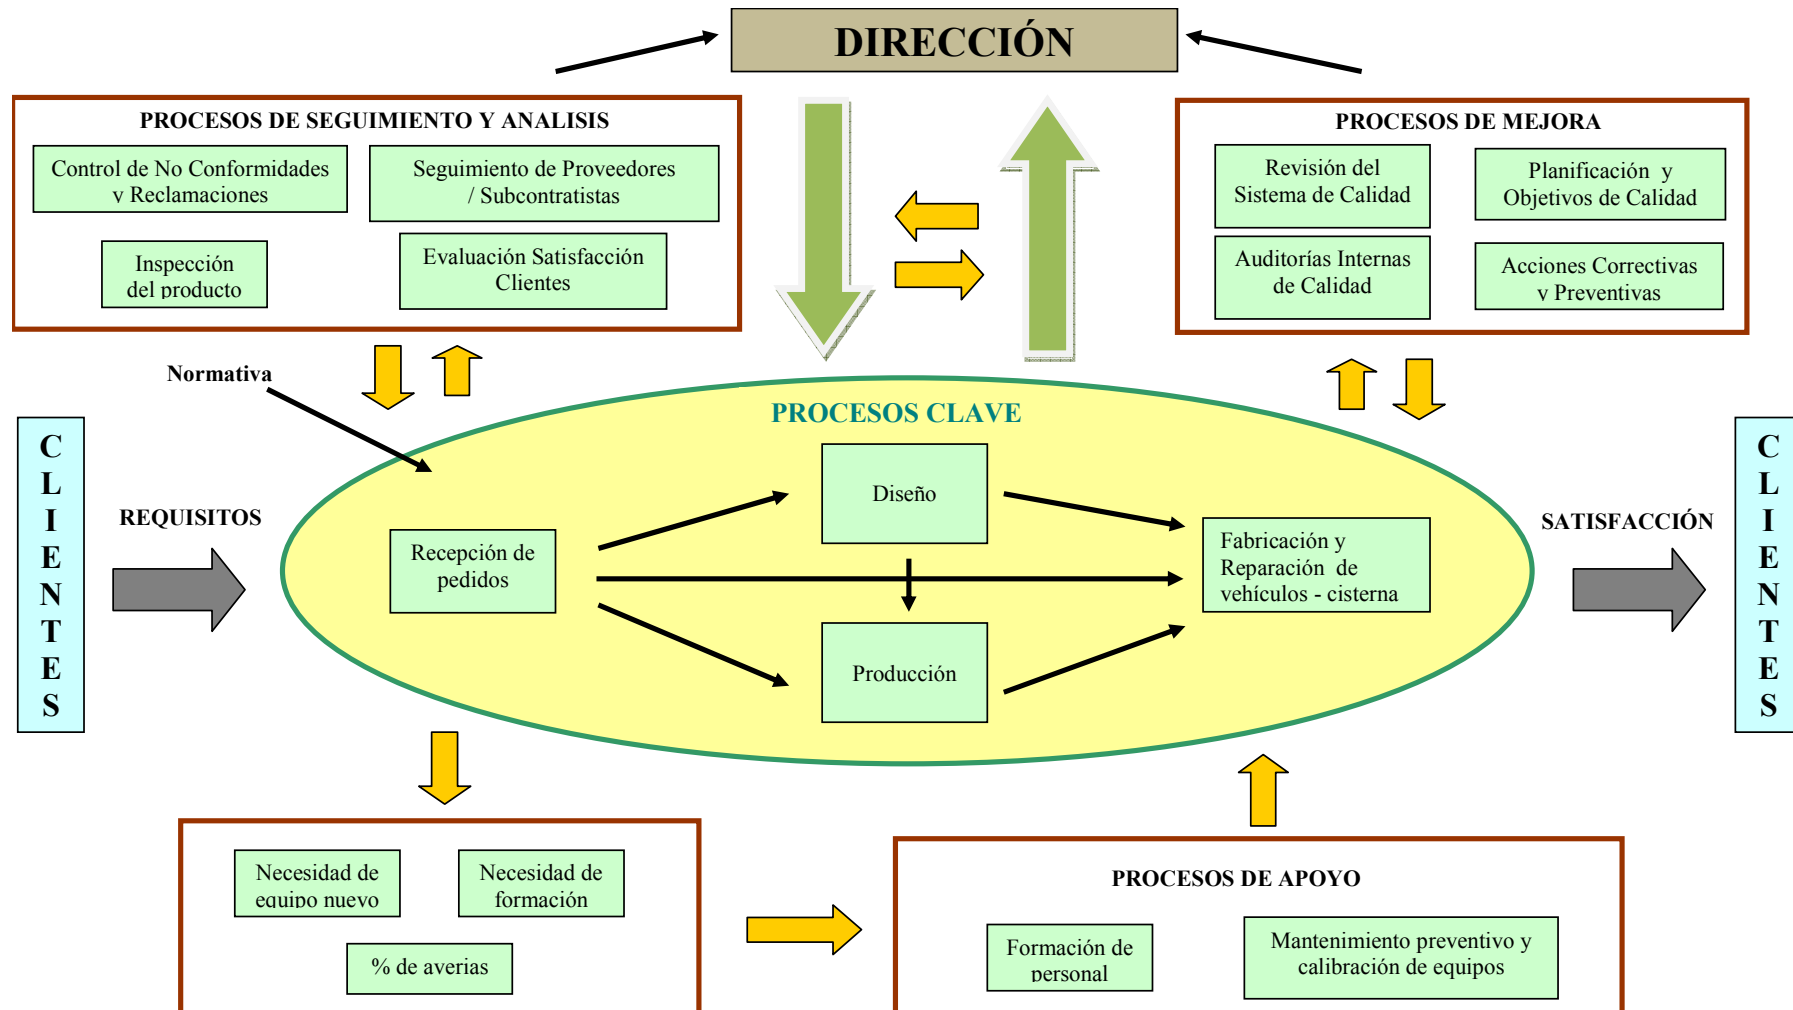 DIRECCIÓN
PROCESOS DE SEGUIMIENTO Y ANALISIS
Control de No Conformidades
y Reclamaciones
Seguimiento de Proveedores
/ Subcontratistas
Inspección
del producto
Evaluación Satisfacción
Clientes
PROCESOS DE MEJORA
Revisión del
Sistema de Calidad
Planificación y
Objetivos de Calidad
Auditorías Internas
de Calidad
Acciones Correctivas
y Preventivas
Normativa
PROCESOS CLAVE
CLIENTES
REQUISITOS
Recepción de
pedidos
Diseño
Producción
Fabricación y
Reparación de
vehículos - cisterna
SATISFACCIÓN
CLIENTES
Necesidad de
equipo nuevo
Necesidad de
formación
% de averias
PROCESOS DE APOYO
Formación de
personal
Mantenimiento preventivo y
calibración de equipos